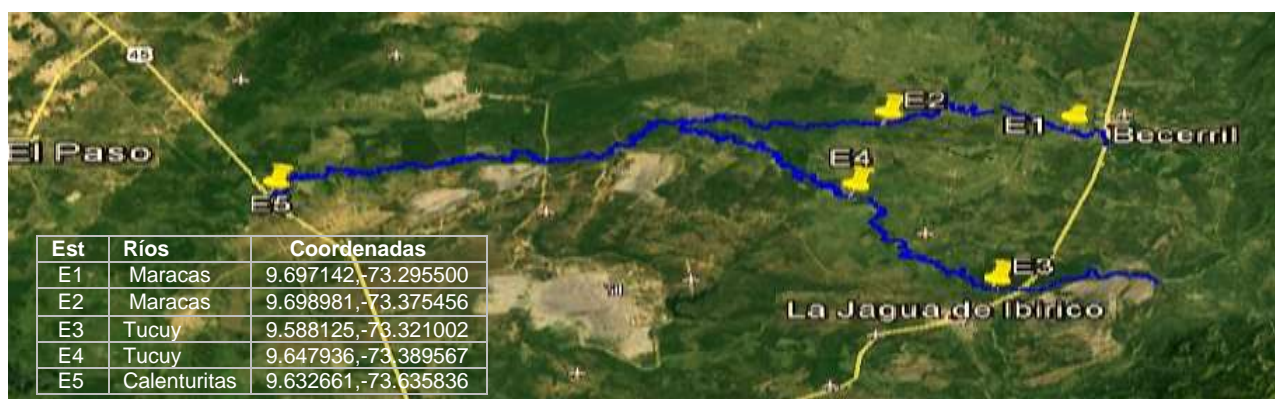 45
E2
E1
Becerril
El Paso
E4
E5
E3
La Jagua de Ibirico
Est Ríos Coordenadas
E1 Maracas 9.697142,-73.295500
E2 Maracas 9.698981,-73.375456
E3 Tucuy 9.588125,-73.321002
E4 Tucuy 9.647936,-73.389567
E5 Calenturitas 9.632661,-73.635836